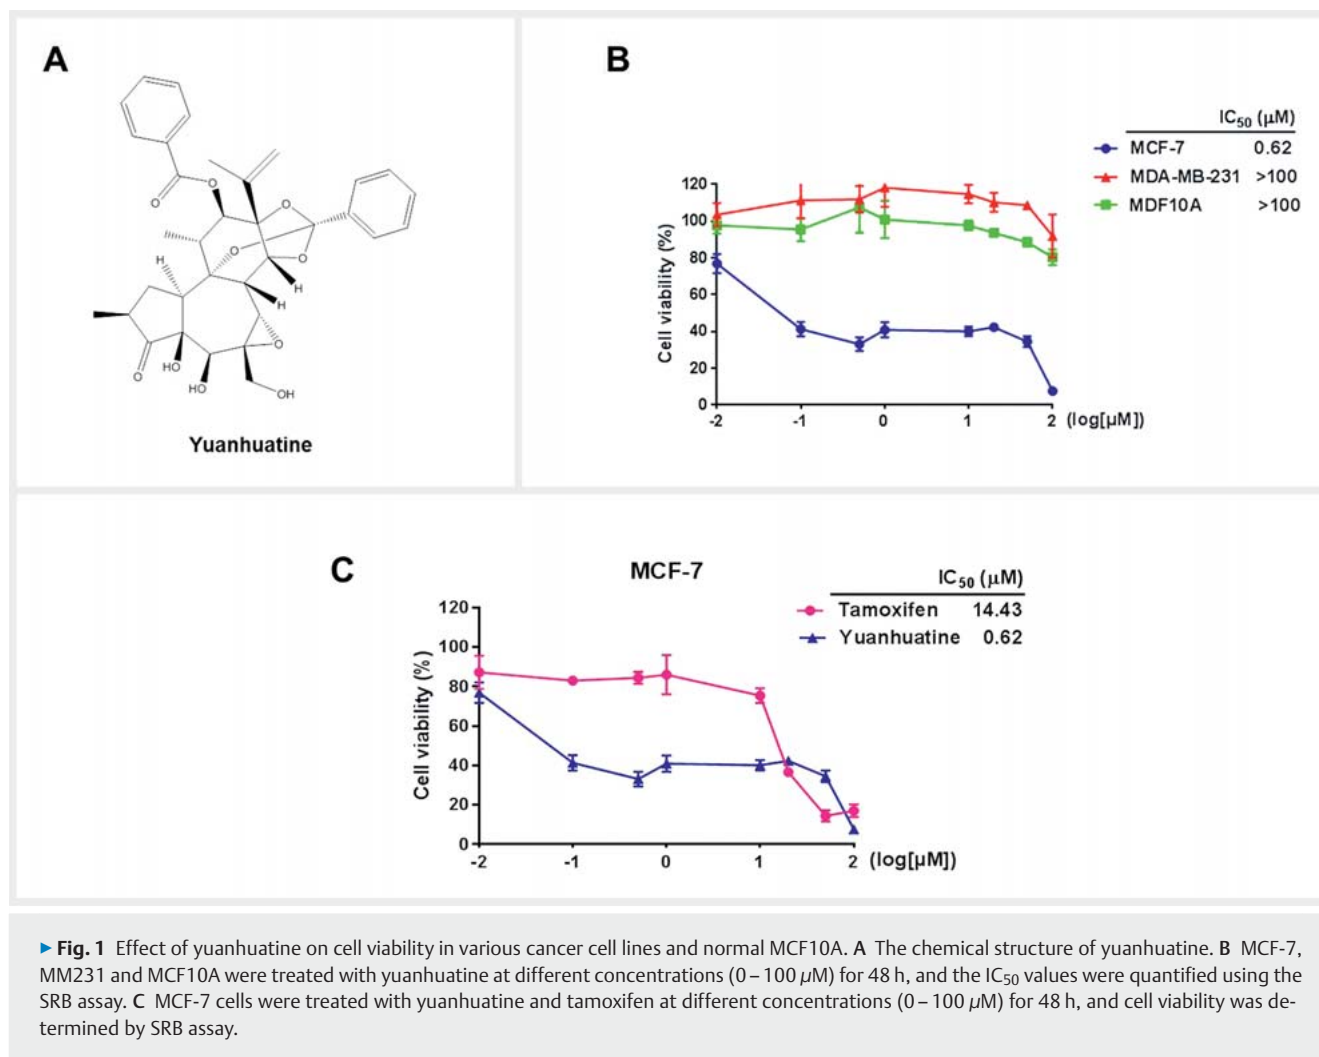 A
O
O
O
O
O
H
H
H
O
O
HO
HO
OH
Yuanhuatine
B
IC50 (µM)
MCF-7 0.62
MDA-MB-231 >100
MDF10A >100
Cell viability (%)
120
100
80
60
40
20
0
-2 -1 0 1 2 (log[µM])
C
MCF-7
IC50 (µM)
Tamoxifen 14.43
Yuanhuatine 0.62
Cell viability (%)
120
100
80
60
40
20
0
-2 -1 0 1 2 (log[µM])
▶ Fig. 1 Effect of yuanhuatine on cell viability in various cancer cell lines and normal MCF10A. A The chemical structure of yuanhuatine. B MCF-7,
MM231 and MCF10A were treated with yuanhuatine at different concentrations (0 – 100 µM) for 48 h, and the IC50 values were quantified using the
SRB assay. C MCF-7 cells were treated with yuanhuatine and tamoxifen at different concentrations (0 – 100 µM) for 48 h, and cell viability was de-
termined by SRB assay.